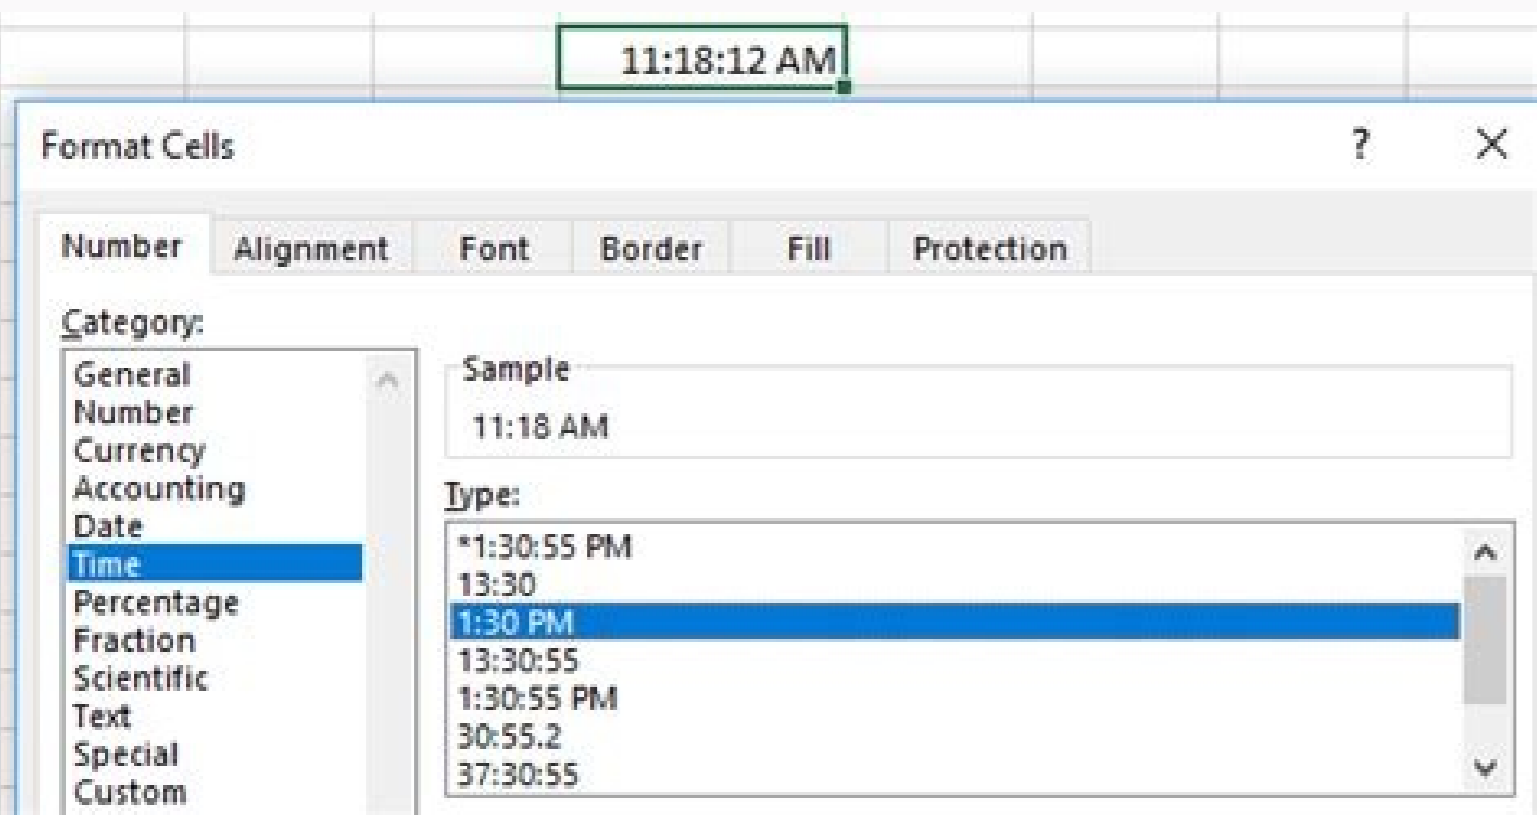 11:18:12 AM
Format Cells ?
Number Alignment Font Border Fill Protection
Category:
General
Number
Currency
Accounting
Date
Time
Percentage
Fraction
Scientific
Text
Special
Custom
Sample
11:18 AM
Type:
*1:30:55 PM
13:30
1:30 PM
13:30:55
1:30:55 PM
30:55.2
37:30:55